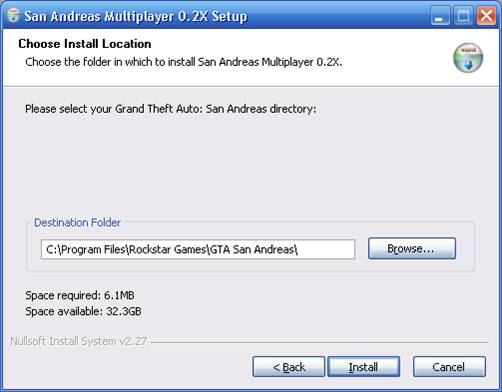 San Andreas Multiplayer 0.2X Setup
Choose Install Location
Choose the folder in which to install San Andreas Multiplayer 0.2X.
Please select your Grand Theft Auto: San Andreas directory:
Destination Folder
C:\Program Files\Rockstar Games\GTA San Andreas\
Browse...
Space required: 6.1MB
Space available: 32.3GB
Nullsoft Install System v2.27
< Back
Install
Cancel